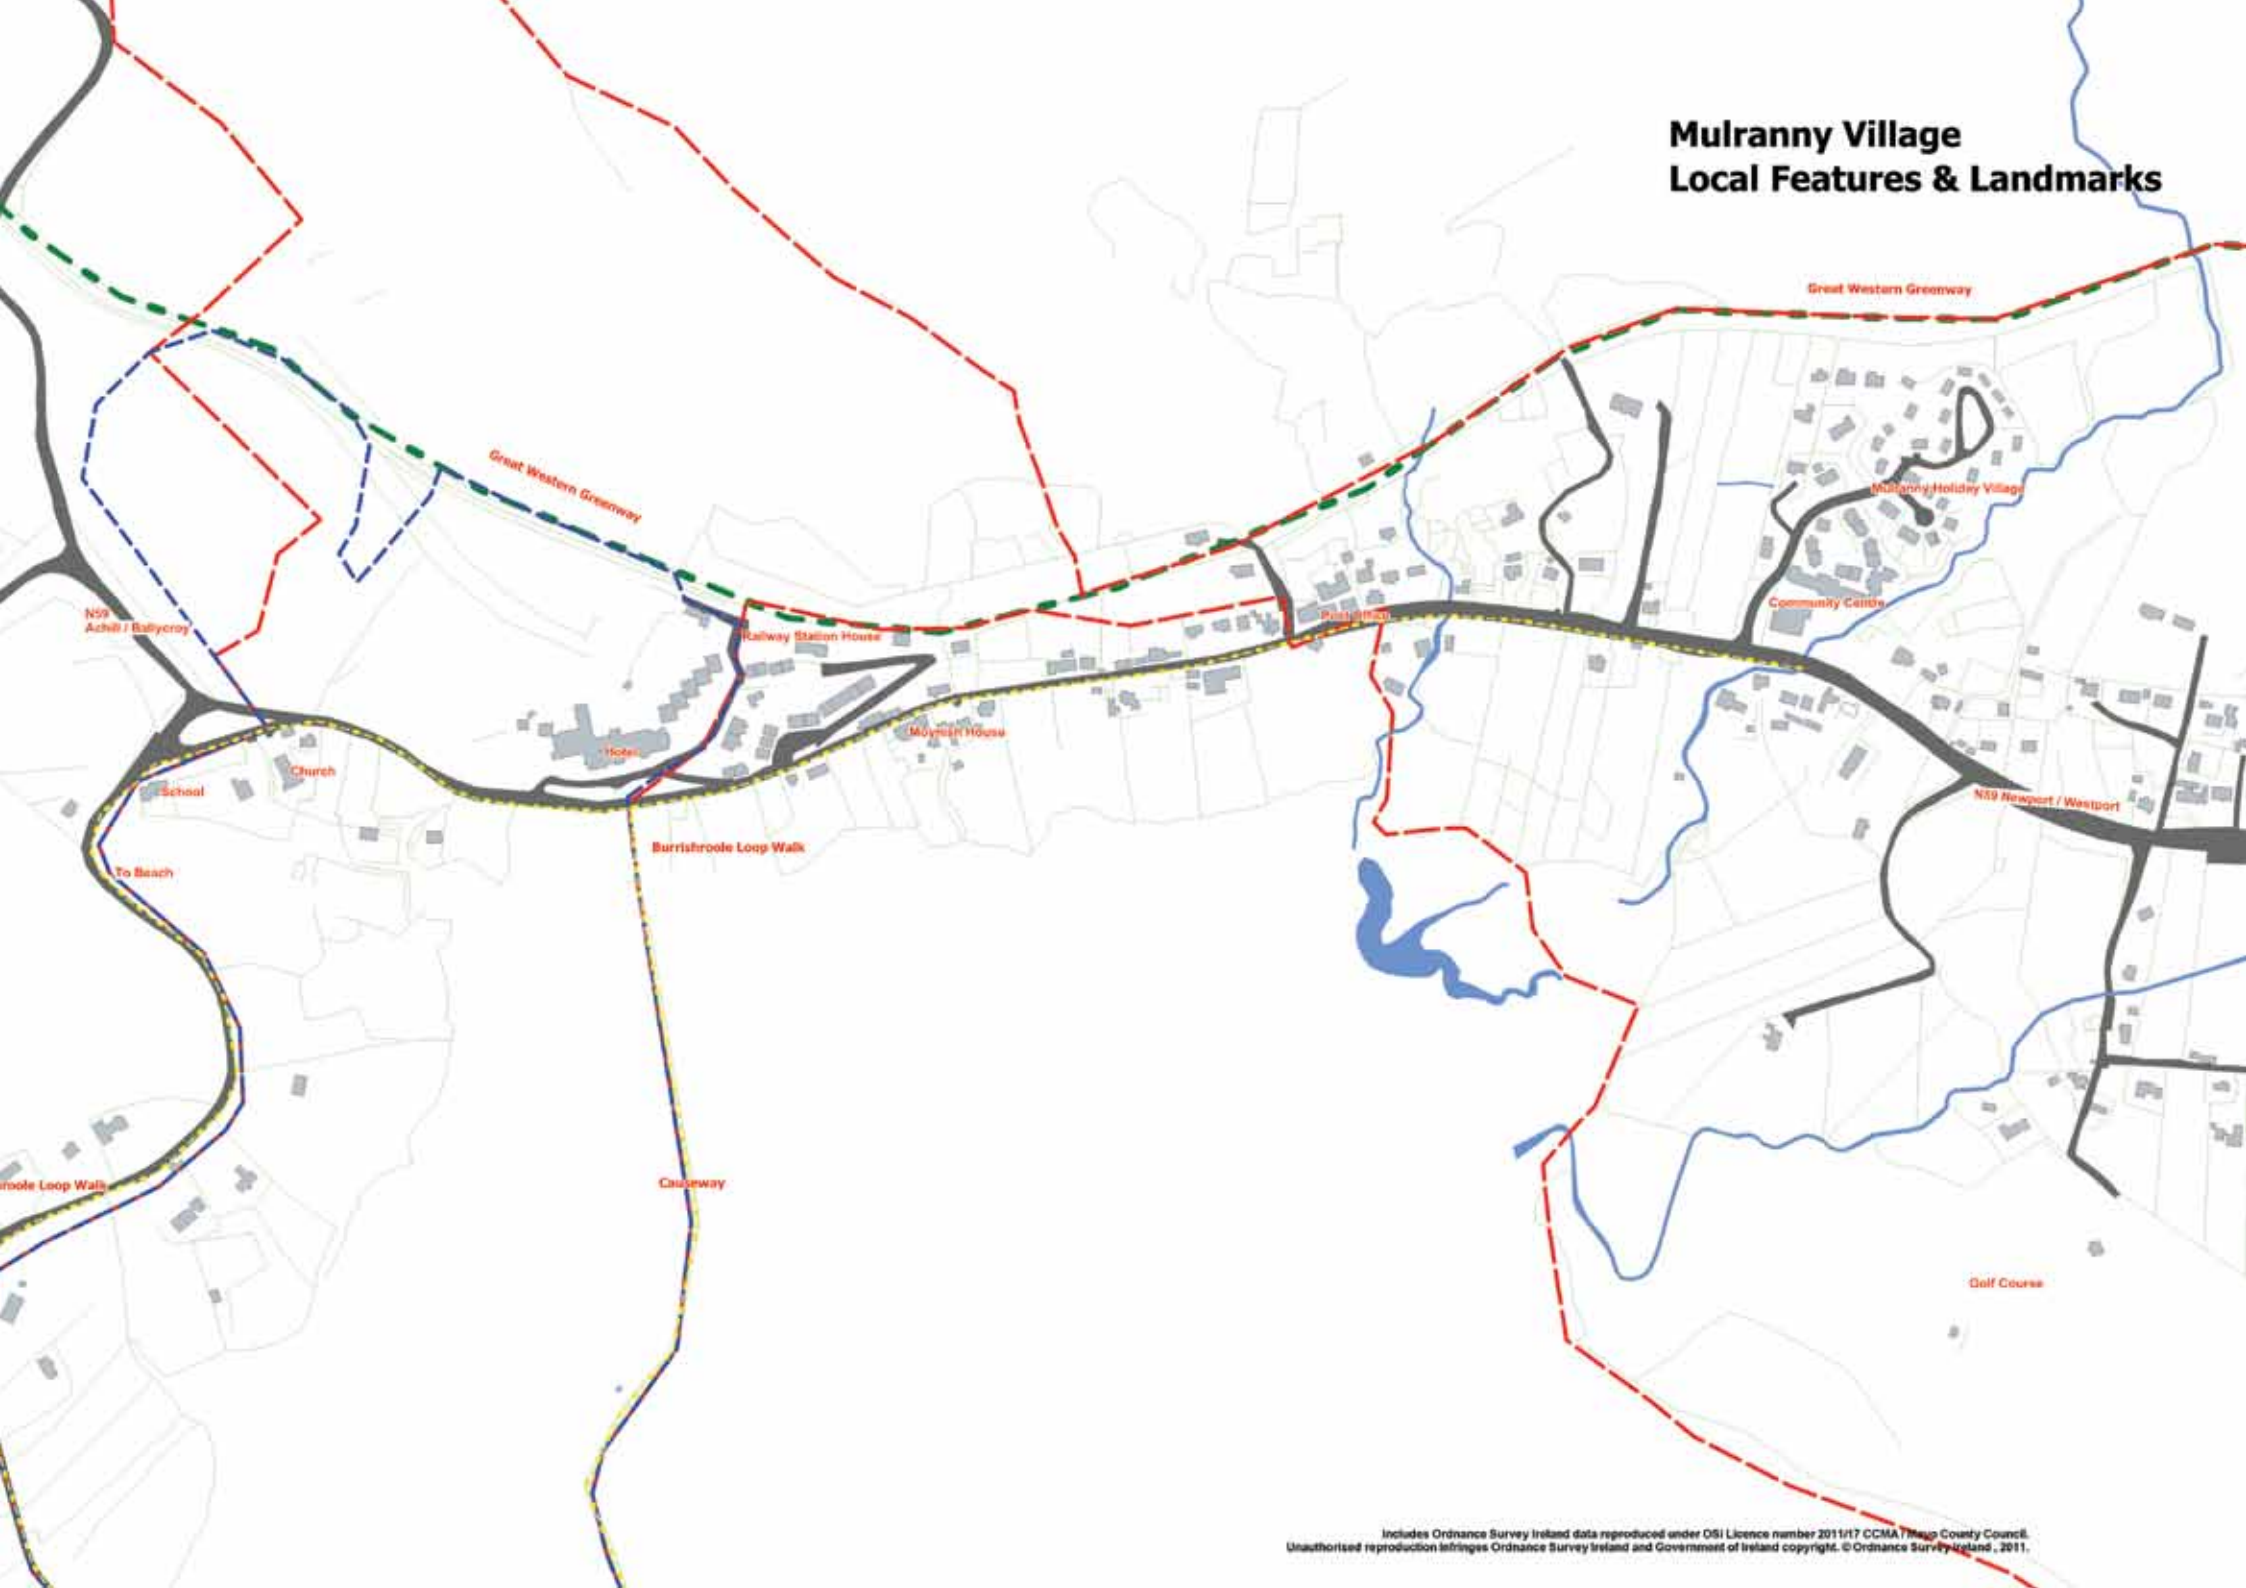 Mulranny Village
Local Features & Landmarks
Great Western Greenway
Great Western Greenway
Mulranny Holiday Village
N59
Achill / Ballycroy
Community Centre
Post Office
Railway Station House
Moynish House
Hotel
Church
School
N59 Newport / Westport
Burrishroole Loop Walk
To Beach
Causeway
roole Loop Walk
Golf Course
Includes Ordnance Survey Ireland data reproduced under OSi Licence number 2011/17 CCMA / Mayo County Council.
Unauthorised reproduction infringes Ordnance Survey Ireland and Government of Ireland copyright. © Ordnance Survey Ireland , 2011.